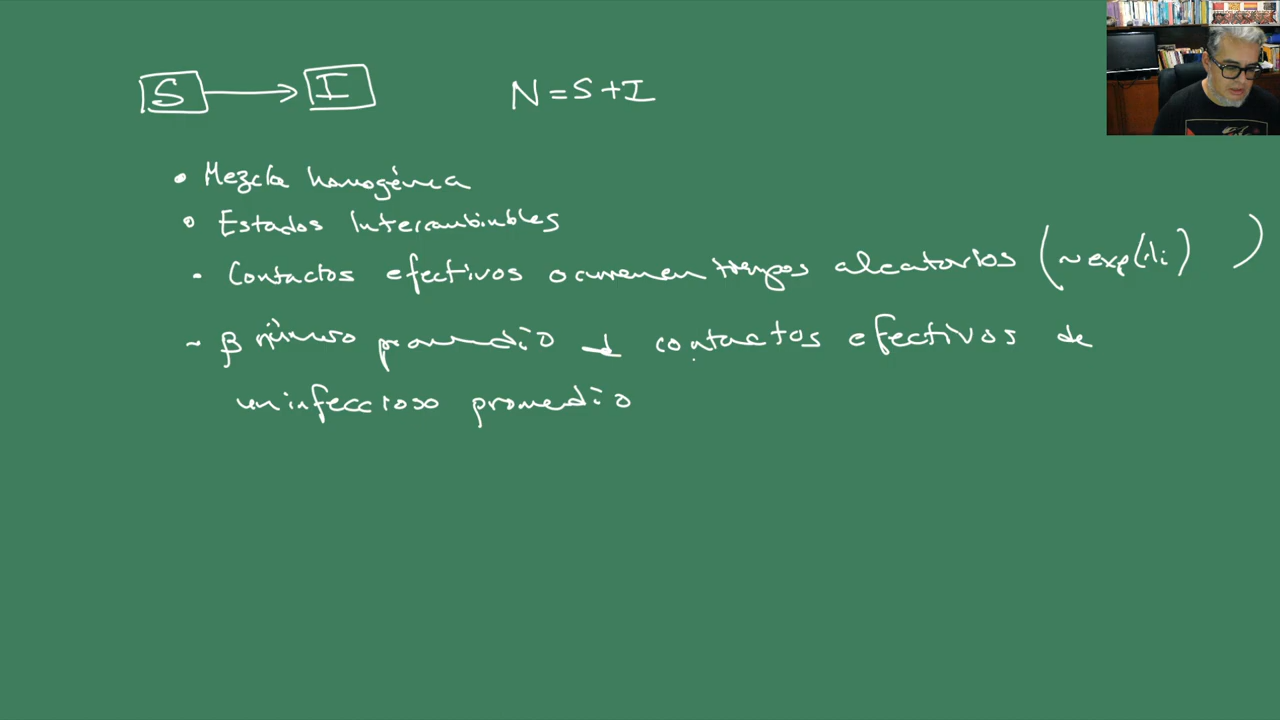 S → I N = S + I
• Mezcla homogénea
• Estados Intercambiables
• Contactos efectivos ocurren en tiempos aleatorios (~ exp(λi) )
~ β número promedio d contactos efectivos de
un infeccioso promedio